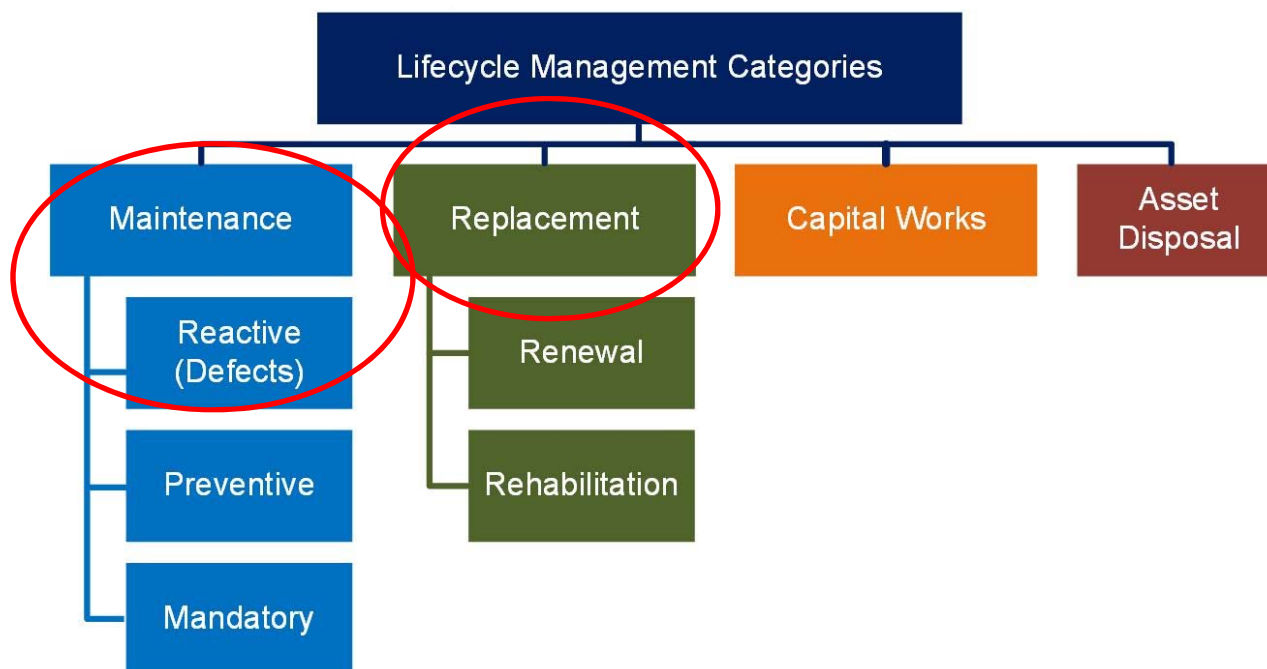 Lifecycle Management Categories
Maintenance
Reactive
(Defects)
Preventive
Mandatory
Replacement
Renewal
Rehabilitation
Capital Works
Asset
Disposal